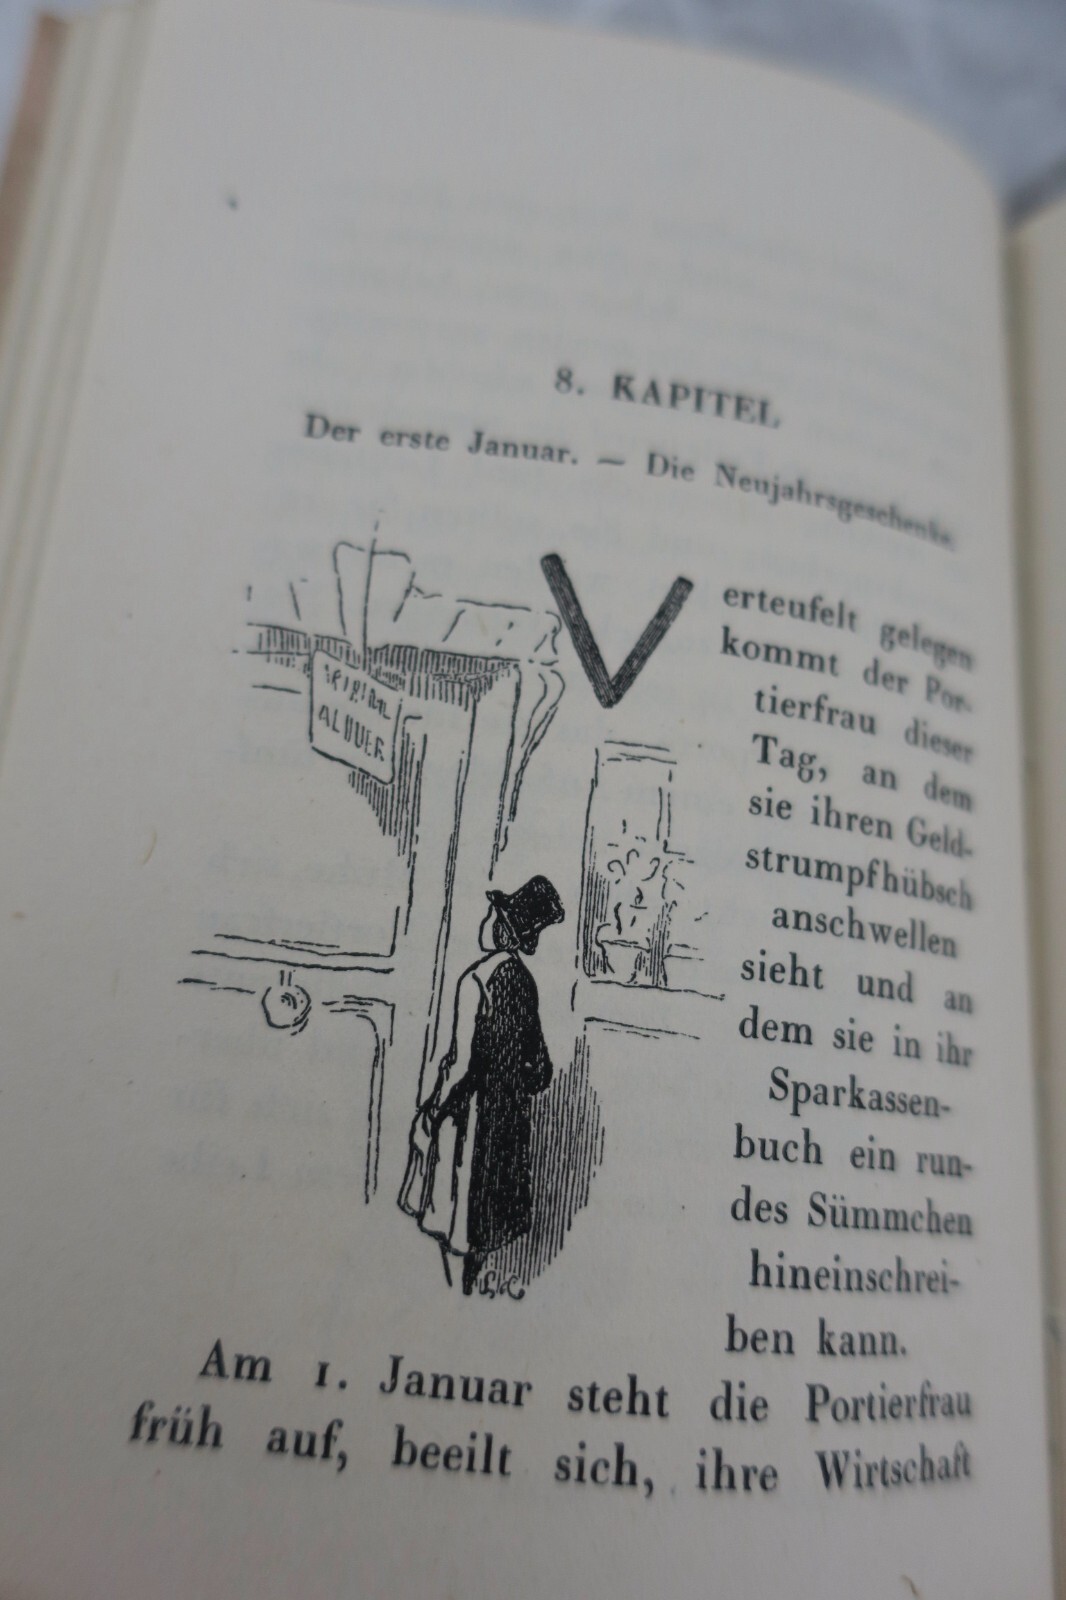 8. KAPITEL
Der erste Januar. — Die Neujahrsgeschenke.
Verteufelt gelegen
kommt der Por-
tierfrau dieser
Tag, an dem
sie ihren Geld-
strumpf hübsch
anschwellen
sieht und an
dem sie in ihr
Sparkassen-
buch ein run-
des Sümmchen
hineinschrei-
ben kann.
Am 1. Januar steht die Portierfrau
früh auf, beeilt sich, ihre Wirtschaft